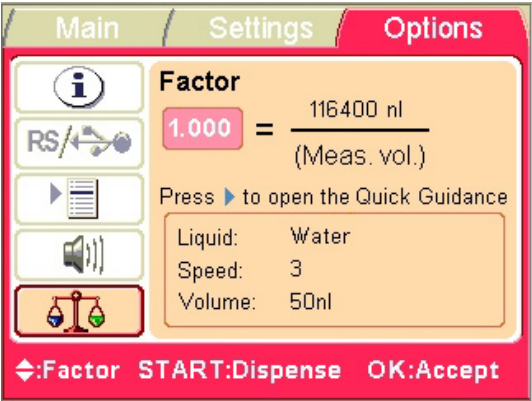 Main Settings Options
Factor
1.000 = 116400 nl
(Meas. vol.)
RS/
Press to open the Quick Guidance
Liquid: Water
Speed: 3
Volume: 50nl
:Factor START:Dispense OK:Accept